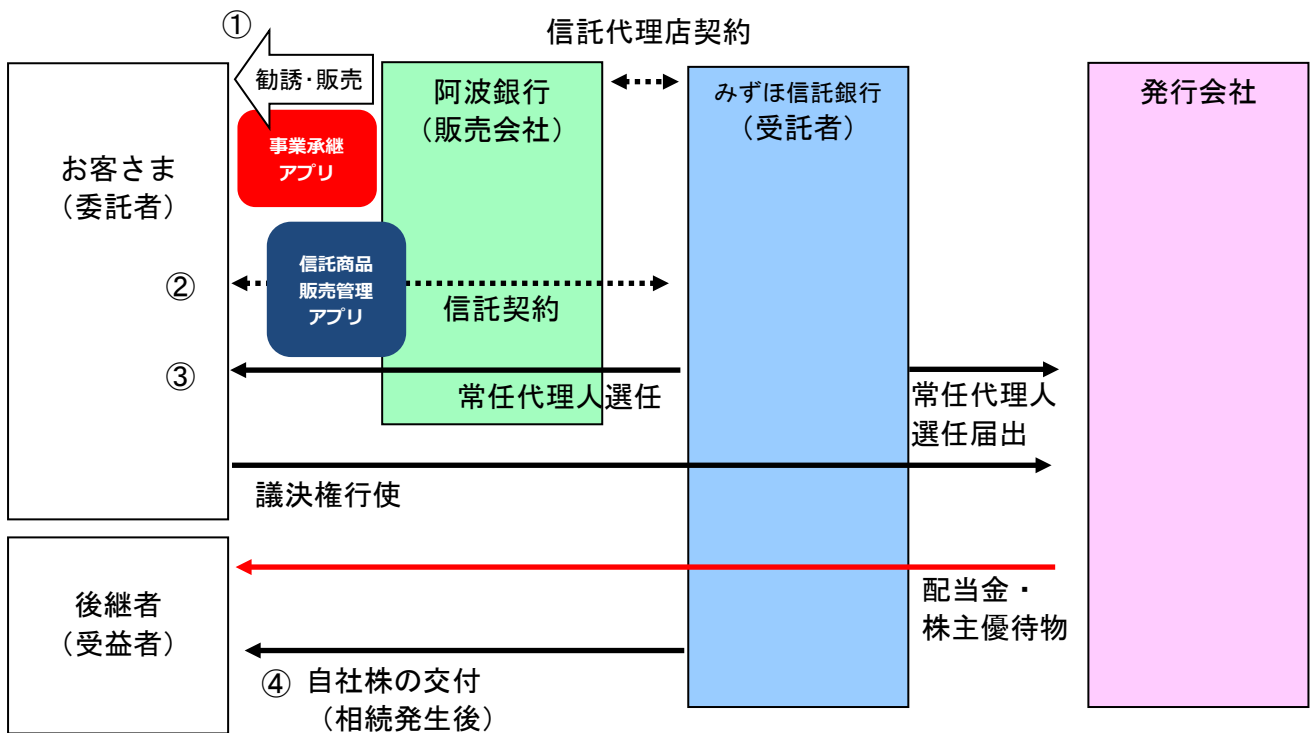 ①
信託代理店契約
勧誘・販売
阿波銀行
（販売会社）
みずほ信託銀行
（受託者）
発行会社
事業承継
アプリ
お客さま
（委託者）
信託商品
販売管理
アプリ
②
信託契約
③
常任代理人選任
常任代理人
選任届出
議決権行使
配当金・
株主優待物
後継者
（受益者）
④ 自社株の交付
（相続発生後）